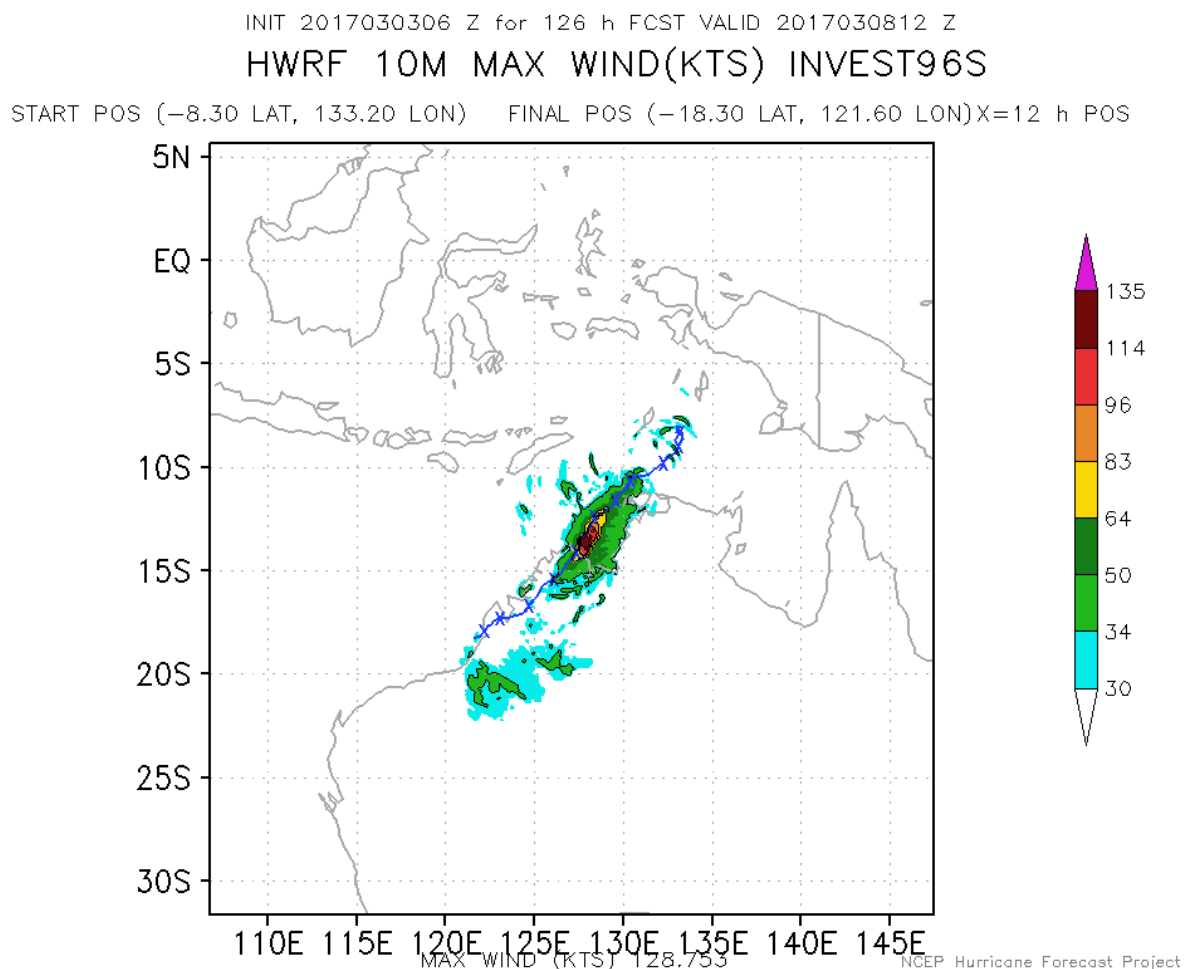 INIT 2017030306 Z for 126 h FCST VALID 2017030812 Z
HWRF 10M MAX WIND(KTS) INVEST96S
START POS (−8.30 LAT, 133.20 LON) FINAL POS (−18.30 LAT, 121.60 LON)X=12 h POS
5N
EQ
5S
10S
15S
20S
25S
30S
110E 115E 120E 125E 130E 135E 140E 145E
135
114
96
83
64
50
34
30
MAX WIND (KTS) 128.753
NCEP Hurricane Forecast Project